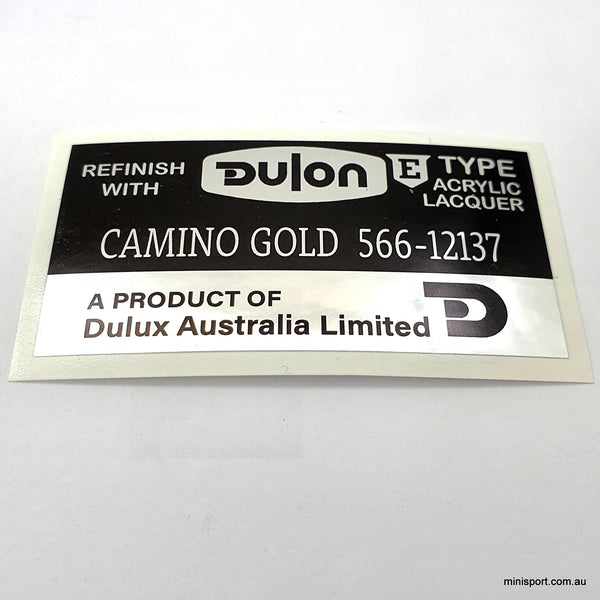 REFINISH WITH
Dulon
E TYPE
ACRYLIC
LACQUER
CAMINO GOLD 566-12137
A PRODUCT OF
Dulux Australia Limited
D
minisport.com.au